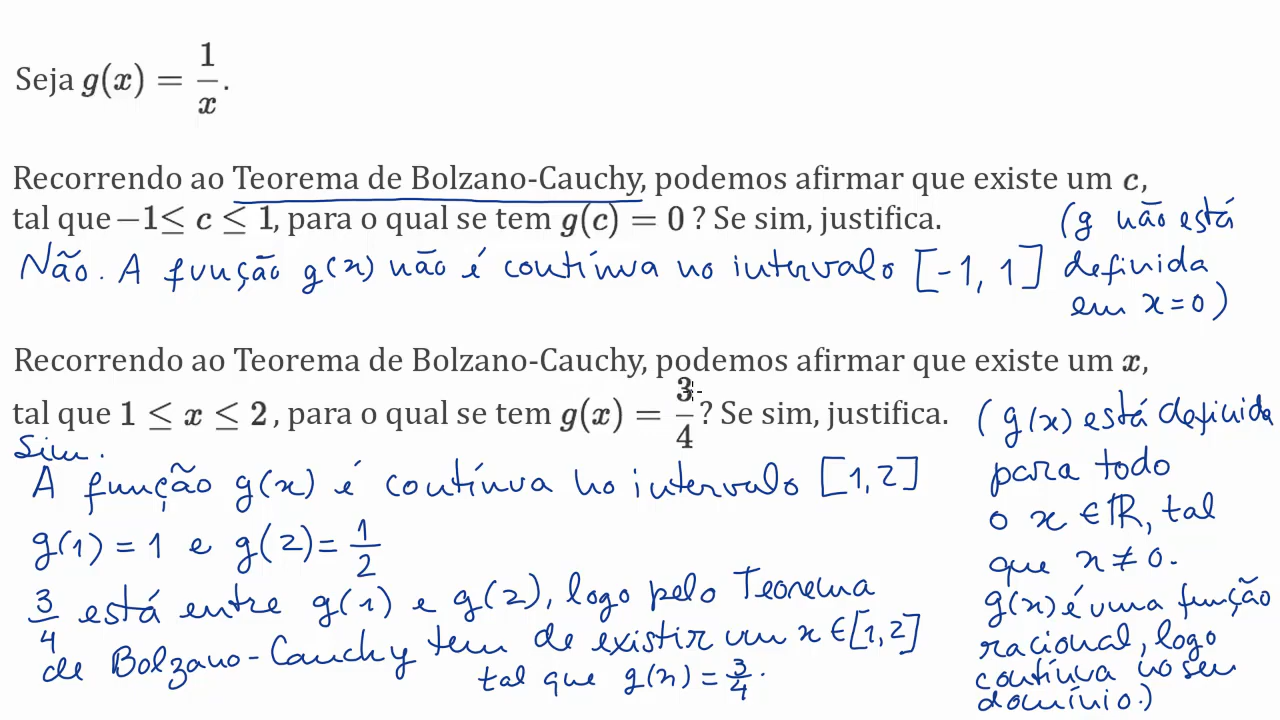 Seja g(x) = 1/x.
Recorrendo ao Teorema de Bolzano-Cauchy, podemos afirmar que existe um c,
tal que −1 ≤ c ≤ 1, para o qual se tem g(c) = 0 ? Se sim, justifica.
Não. A função g(x) não é contínua no intervalo [-1, 1]
(g não está
definida
em x=0)
Recorrendo ao Teorema de Bolzano-Cauchy, podemos afirmar que existe um x,
tal que 1 ≤ x ≤ 2 , para o qual se tem g(x) = 3/4 ? Se sim, justifica.
Sim.
A função g(x) é contínua no intervalo [1,2]
g(1) = 1 e g(2) = 1/2
3/4 está entre g(1) e g(2), logo pelo Teorema
de Bolzano-Cauchy tem de existir um x ∈ [1,2]
tal que g(x) = 3/4.
(g(x) está definida
para todo
o x ∈ ℝ, tal
que x ≠ 0.
g(x) é uma função
racional, logo
contínua no seu
domínio.)